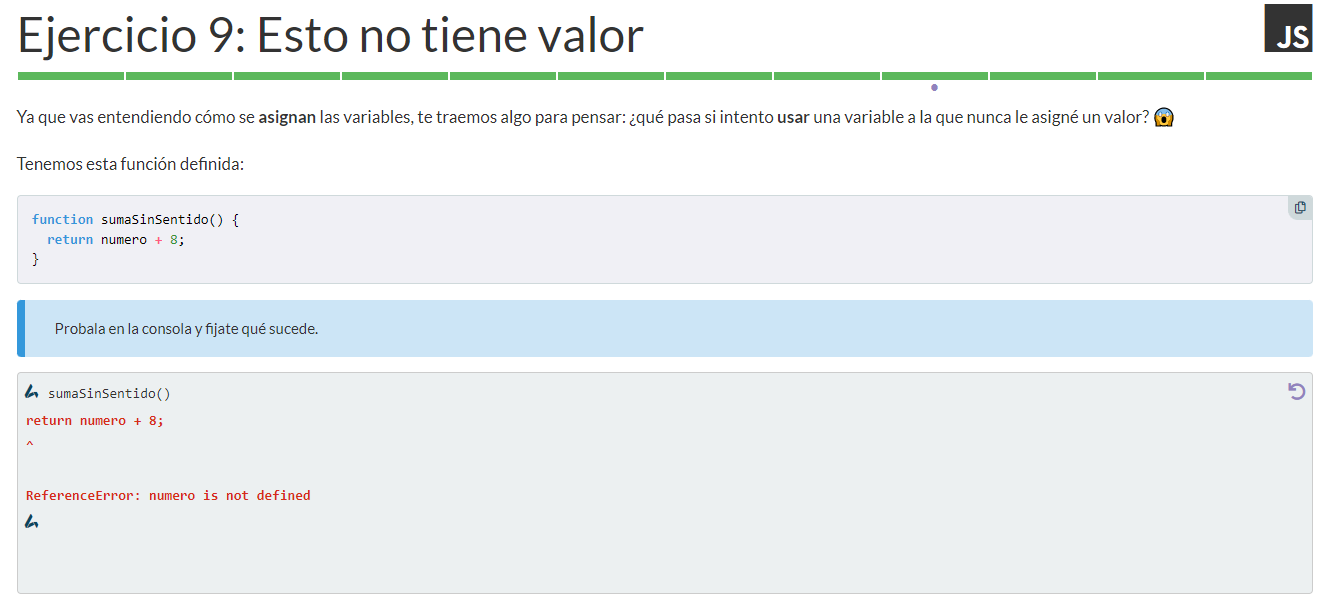 Ejercicio 9: Esto no tiene valor
JS
Ya que vas entendiendo cómo se asignan las variables, te traemos algo para pensar: ¿qué pasa si intento usar una variable a la que nunca le asigné un valor? 😱
Tenemos esta función definida:
function sumaSinSentido() {
  return numero + 8;
}
Probala en la consola y fijate qué sucede.
sumaSinSentido()
return numero + 8;
^
ReferenceError: numero is not defined